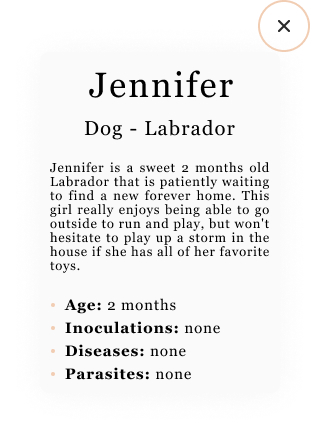 Jennifer
Dog - Labrador
Jennifer is a sweet 2 months old
Labrador that is patiently waiting
to find a new forever home. This
girl really enjoys being able to go
outside to run and play, but won't
hesitate to play up a storm in the
house if she has all of her favorite
toys.
• Age: 2 months
• Inoculations: none
• Diseases: none
• Parasites: none